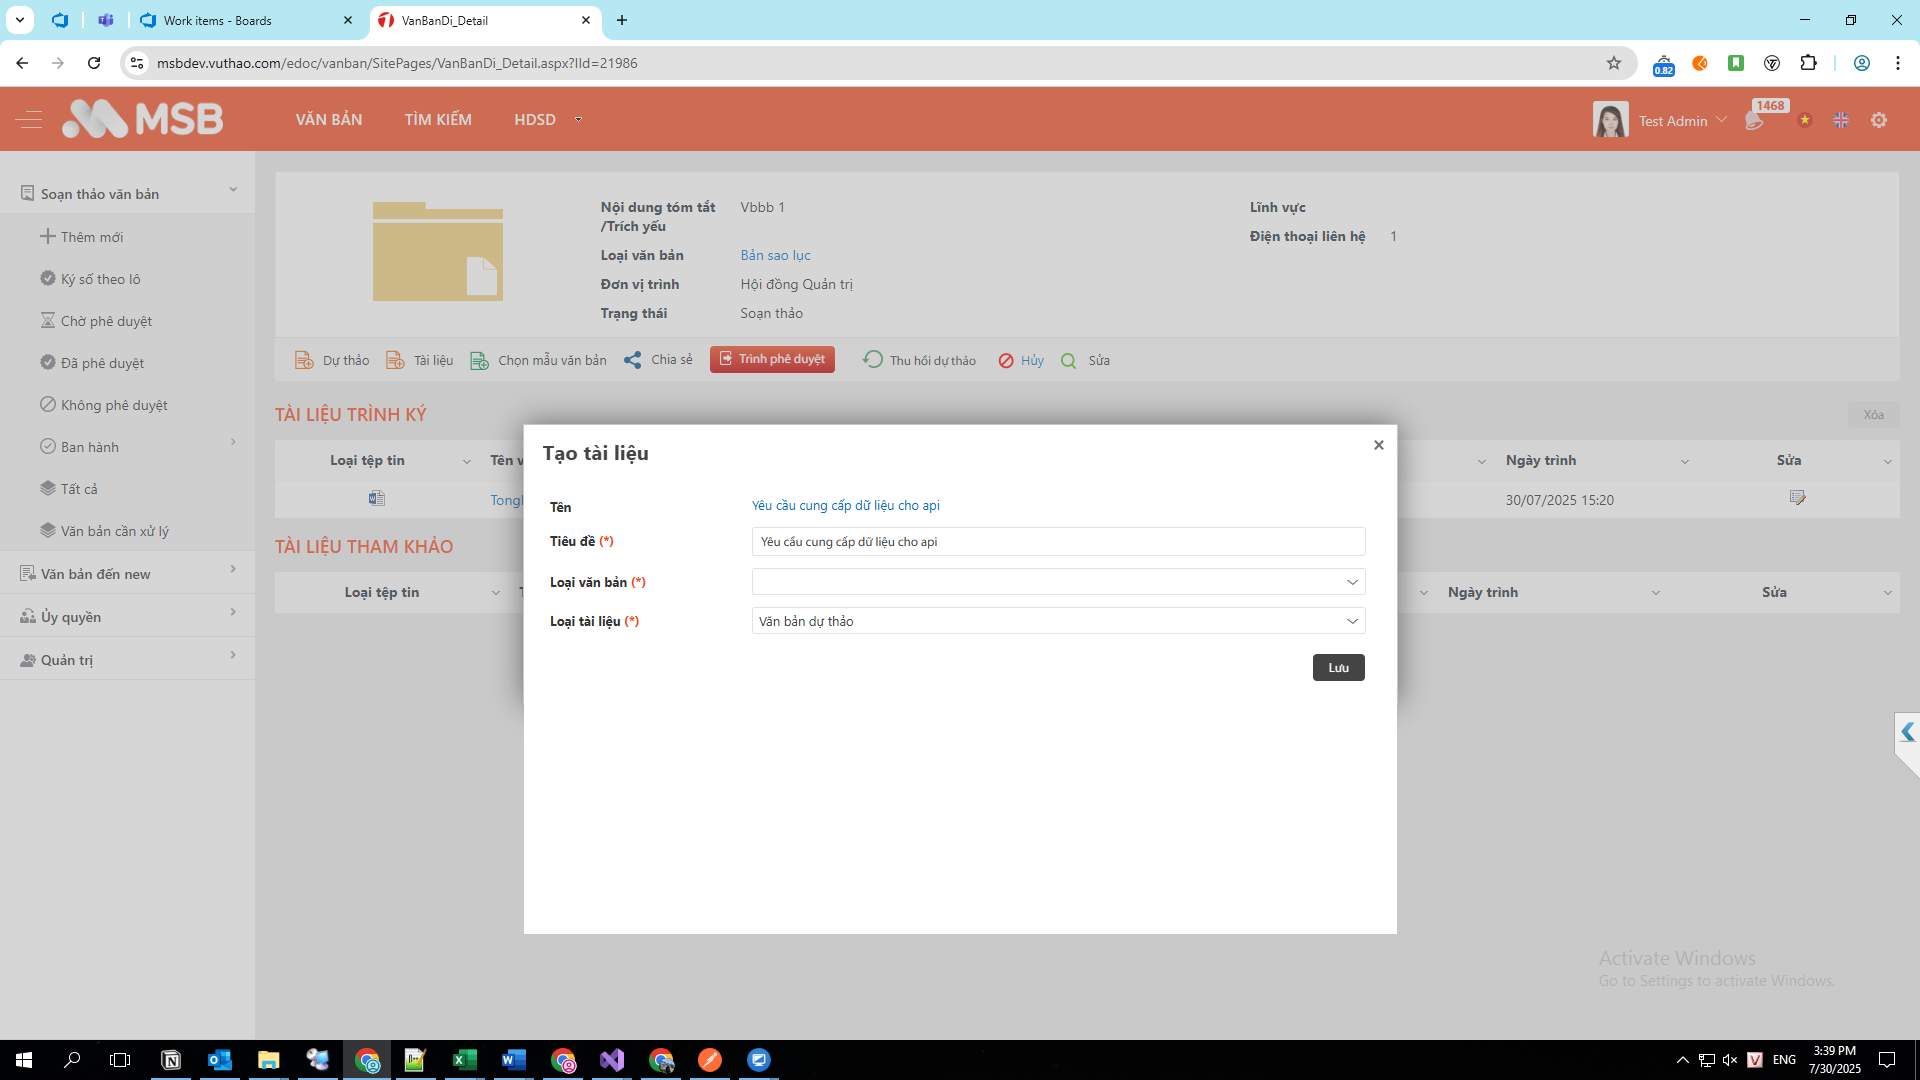 Work items - Boards
VanBanDi_Detail
msbdev.vuthao.com/edoc/vanban/SitePages/VanBanDi_Detail.aspx?IId=21986
0.82
MSB
VĂN BẢN
TÌM KIẾM
HDSD
Test Admin
1468
Soạn thảo văn bản
Thêm mới
Ký số theo lô
Chờ phê duyệt
Đã phê duyệt
Không phê duyệt
Ban hành
Tất cả
Văn bản cần xử lý
Văn bản đến new
Ủy quyền
Quản trị
Nội dung tóm tắt /Trích yếu
Vbbb 1
Loại văn bản
Bản sao lục
Đơn vị trình
Hội đồng Quản trị
Trạng thái
Soạn thảo
Lĩnh vực
Điện thoại liên hệ
1
Dự thảo
Tài liệu
Chọn mẫu văn bản
Chia sẻ
Trình phê duyệt
Thu hồi dự thảo
Hủy
Sửa
TÀI LIỆU TRÌNH KÝ
Xóa
Loại tệp tin
Tên v
Ngày trình
Sửa
Tongl
30/07/2025 15:20
TÀI LIỆU THAM KHẢO
Loại tệp tin
Ngày trình
Sửa
Tạo tài liệu
Tên
Yêu cầu cung cấp dữ liệu cho api
Tiêu đề (*)
Yêu cầu cung cấp dữ liệu cho api
Loại văn bản (*)
Loại tài liệu (*)
Văn bản dự thảo
Lưu
Activate Windows
Go to Settings to activate Windows.
ENG
3:39 PM
7/30/2025